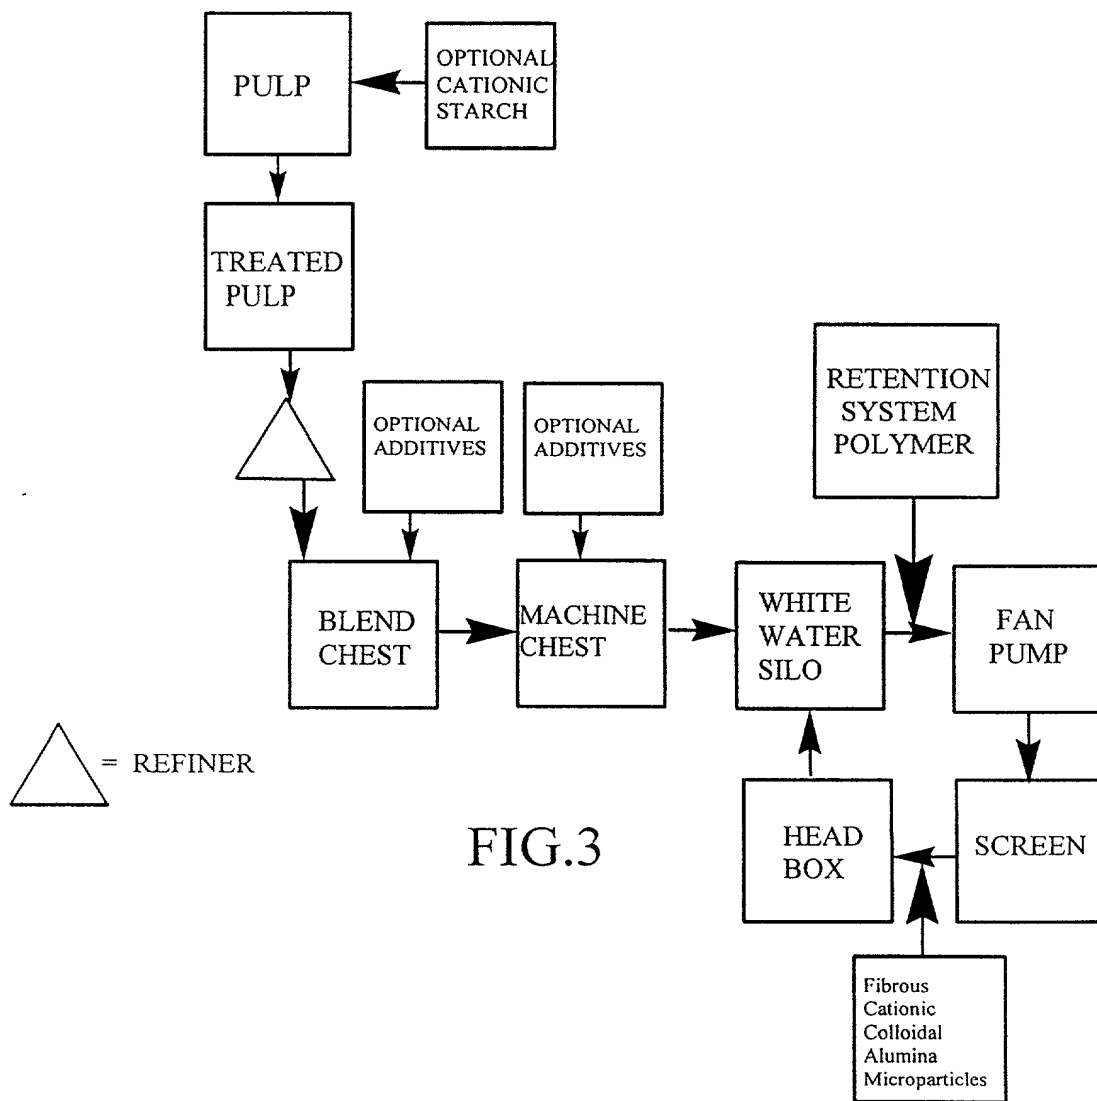 PULP
OPTIONAL
CATIONIC
STARCH
TREATED
PULP
OPTIONAL
ADDITIVES
OPTIONAL
ADDITIVES
RETENTION
SYSTEM
POLYMER
BLEND
CHEST
MACHINE
CHEST
WHITE
WATER
SILO
FAN
PUMP
= REFINER
HEAD
BOX
SCREEN
FIG.3
Fibrous
Cationic
Colloidal
Alumina
Microparticles